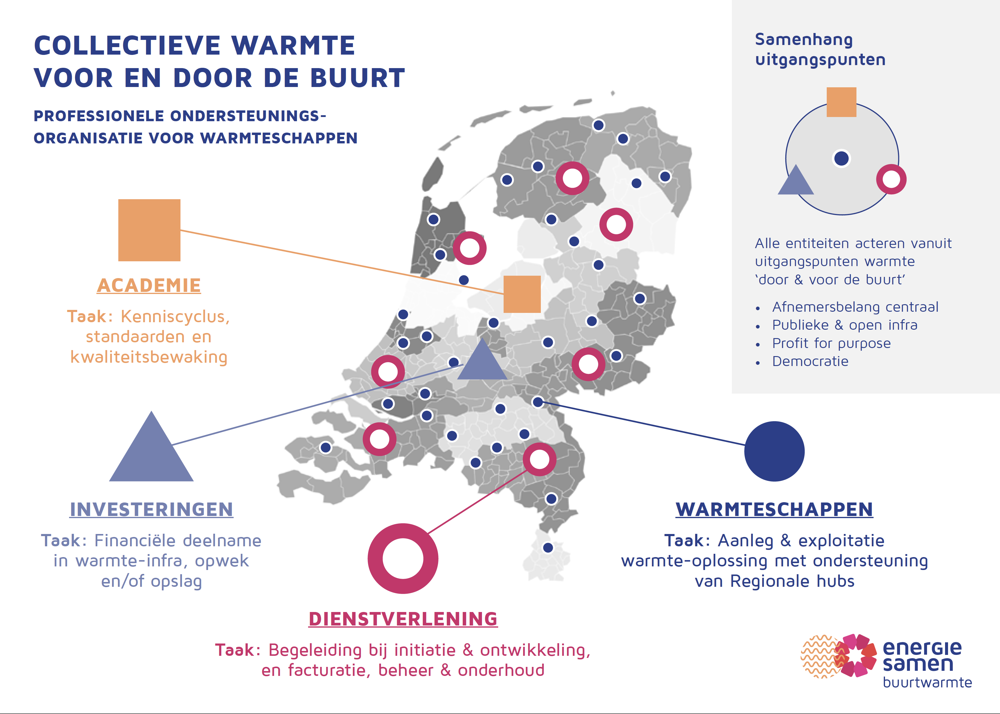 COLLECTIEVE WARMTE
VOOR EN DOOR DE BUURT
PROFESSIONELE ONDERSTEUNINGS-
ORGANISATIE VOOR WARMTESCHAPPEN
Samenhang
uitgangspunten
Alle entiteiten acteren vanuit
uitgangspunten warmte
‘door & voor de buurt’
• Afnemersbelang centraal
• Publieke & open infra
• Profit for purpose
• Democratie
ACADEMIE
Taak: Kenniscyclus,
standaarden en
kwaliteitsbewaking
INVESTERINGEN
Taak: Financiële deelname
in warmte-infra, opwek
en/of opslag
WARMTESCHAPPEN
Taak: Aanleg & exploitatie
warmte-oplossing met ondersteuning
van Regionale hubs
DIENSTVERLENING
Taak: Begeleiding bij initiatie & ontwikkeling,
en facturatie, beheer & onderhoud
energie
samen
buurtwarmte